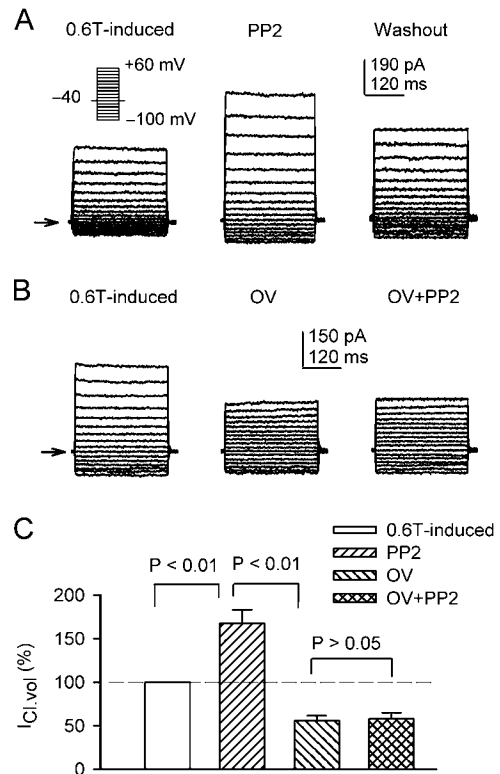 A
0.6T-induced PP2 Washout
+60 mV
−40
−100 mV
190 pA
120 ms
B
0.6T-induced OV OV+PP2
150 pA
120 ms
C
0.6T-induced
PP2
OV
OV+PP2
P < 0.01 P < 0.01
P > 0.05
ICl.vol (%)
200
150
100
50
0